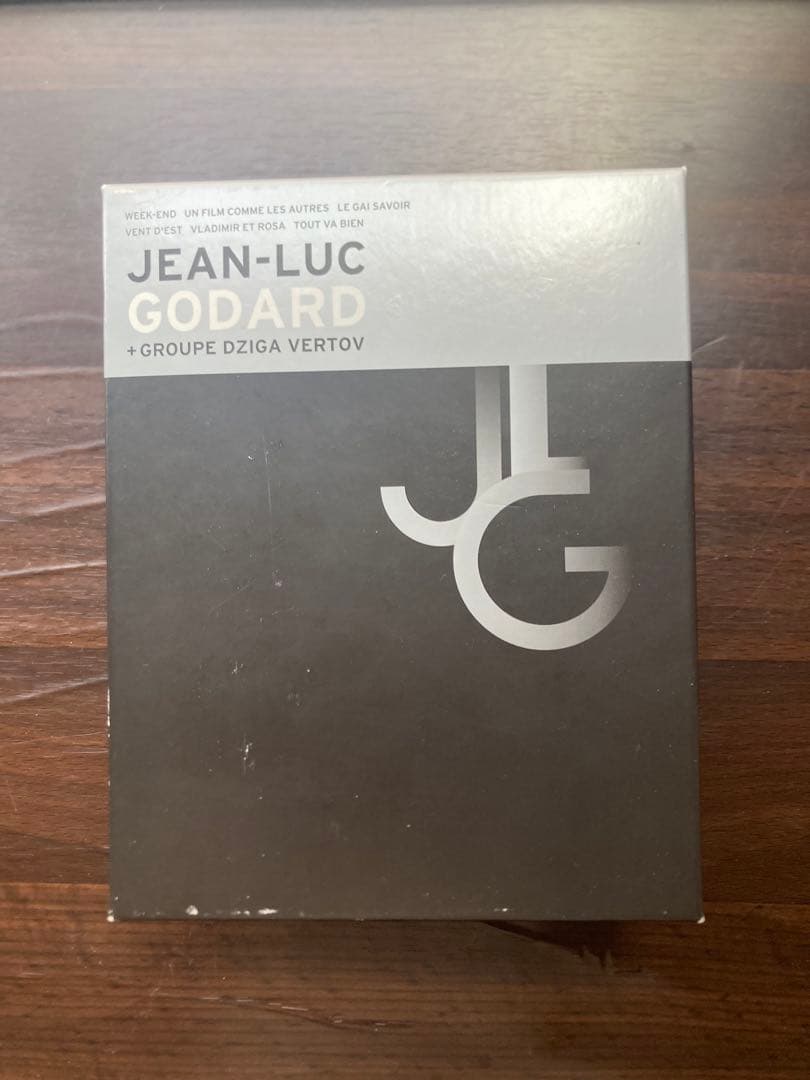 WEEK-END UN FILM COMME LES AUTRES LE GAI SAVOIR
VENT D'EST VLADIMIR ET ROSA TOUT VA BIEN
JEAN-LUC
GODARD
+GROUPE DZIGA VERTOV
JLG